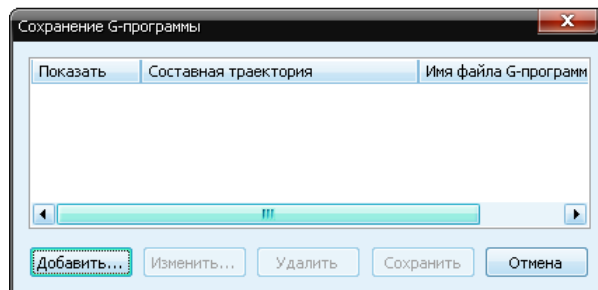 Сохранение G-программы
Показать Составная траектория Имя файла G-программ
Добавить... Изменить... Удалить Сохранить Отмена